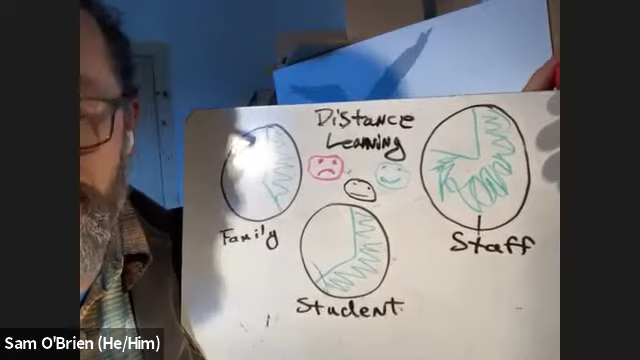 Distance
Learning
Family
Staff
Student.
Sam O'Brien (He/Him)